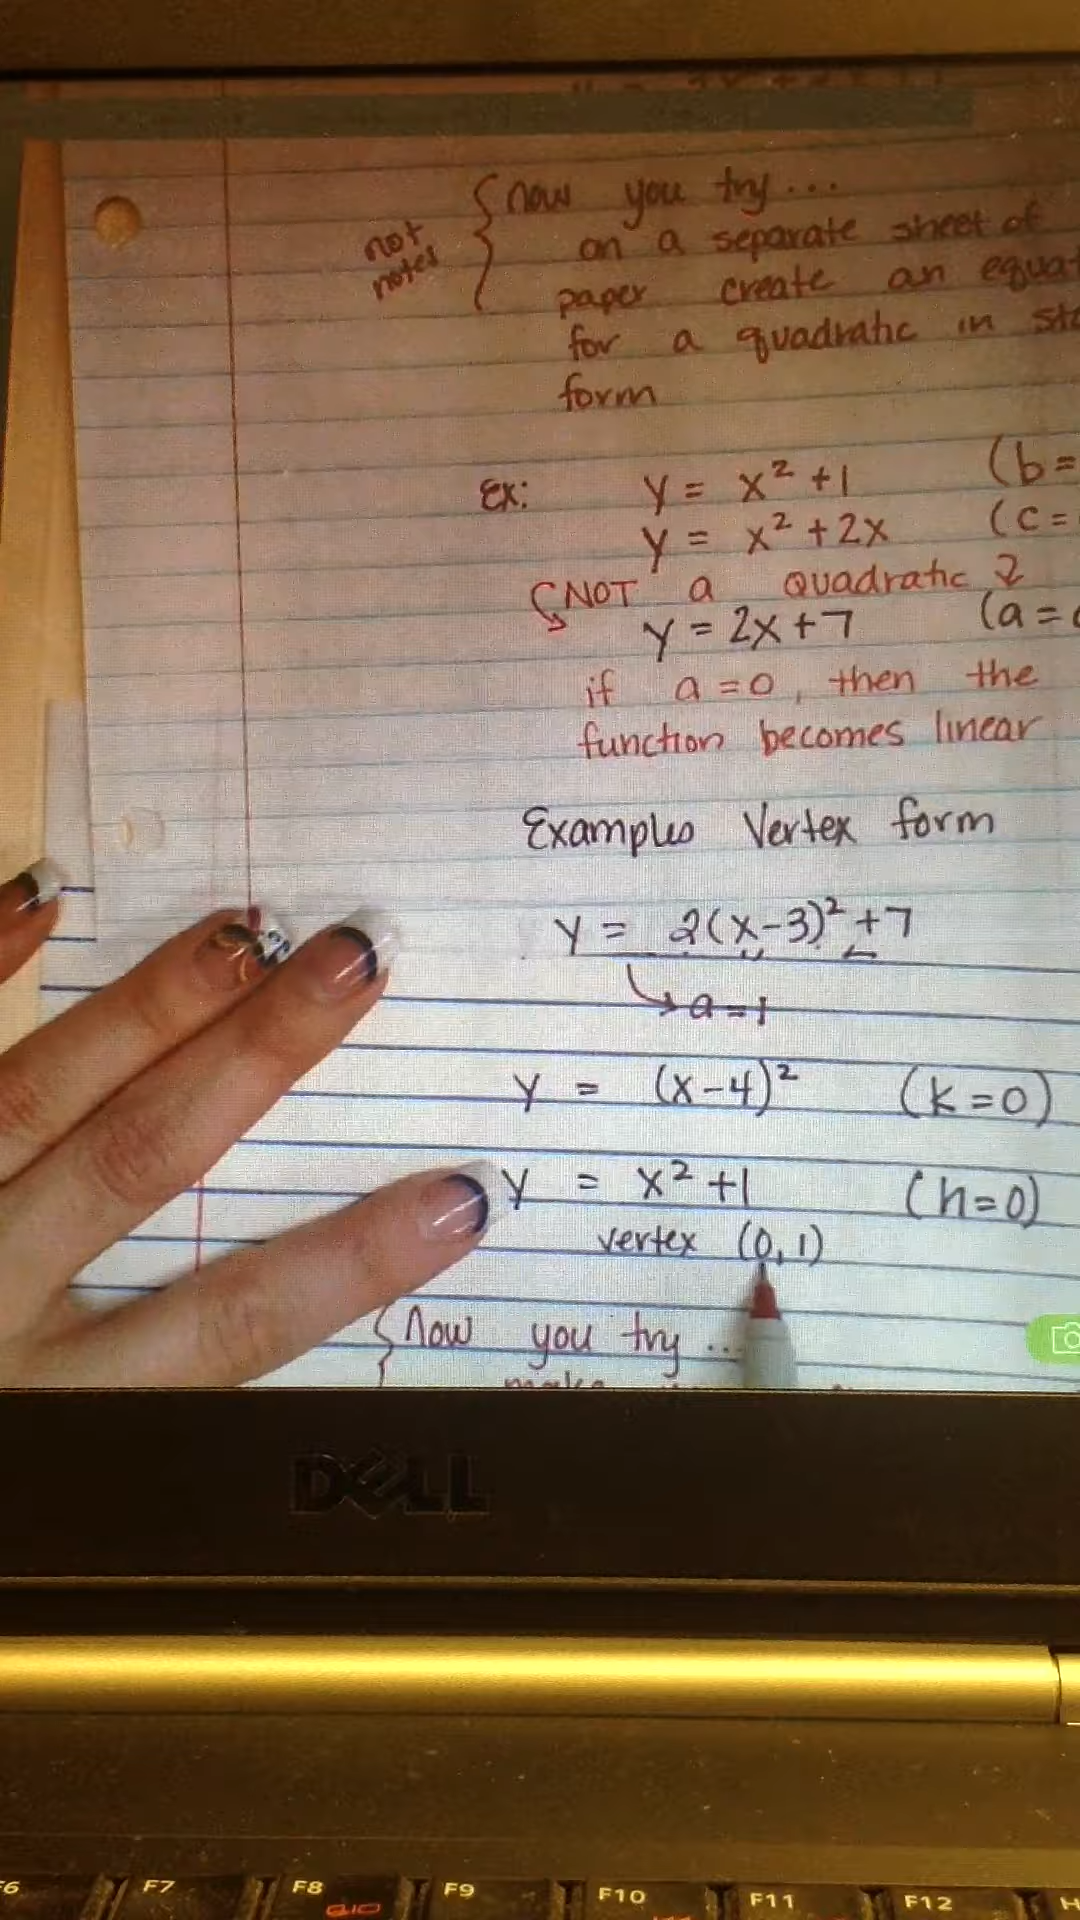 {now you try...
not notes
on a separate sheet of
paper create an
for a quadratic in
form
Ex: y = x² +1 (b =
y = x² + 2x (c =
NOT a quadratic
y = 2x+7 (a =
if a = 0, then the
function becomes linear
Examples Vertex form
y = 2(x-3)² +7
a = 1
y = (x-4)² (k = 0)
y = x² +1 (h = 0)
vertex (0, 1)
{Now you try...
DELL
F7 F8 F9 F10 F11 F12